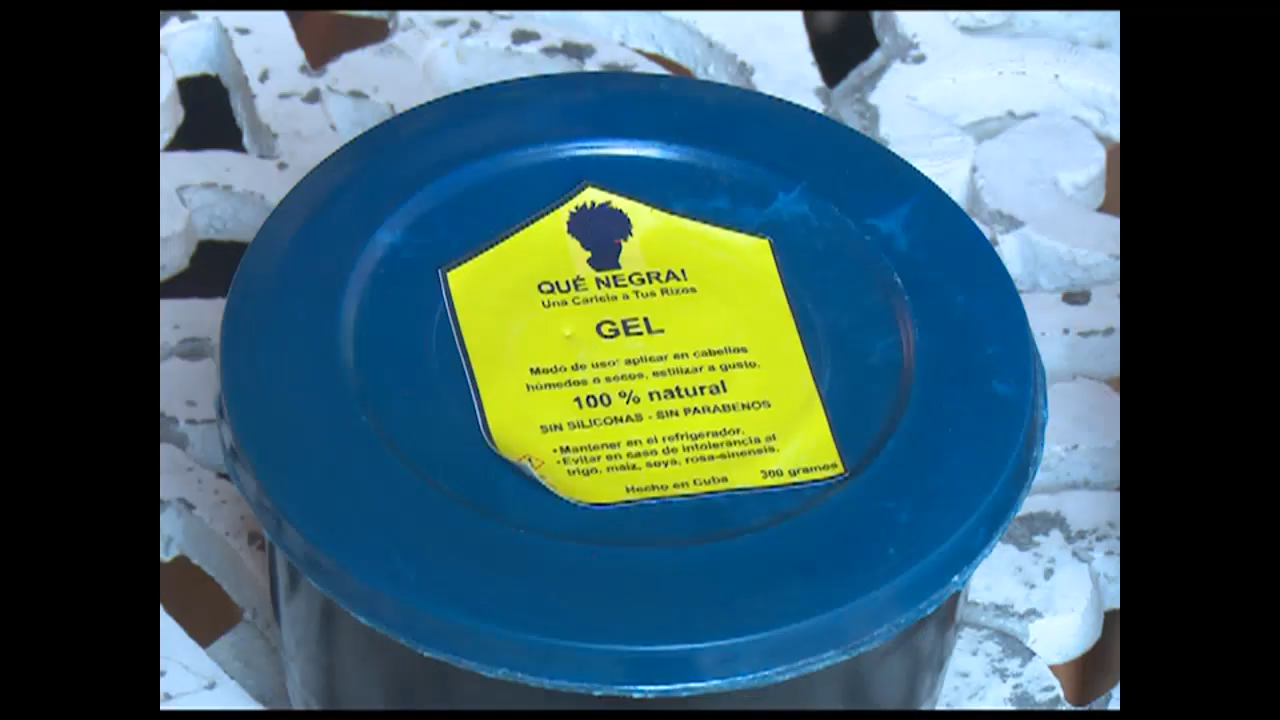 QUÉ NEGRA!
Una Caricia a Tus Rizos
GEL
Modo de uso: aplicar en cabellos
húmedos o secos, estilizar a gusto.
100 % natural
SIN SILICONAS - SIN PARABENOS
• Mantener en el refrigerador.
• Evitar en caso de intolerancia al
trigo, maiz, soya, rosa-sinensis.
Hecho en Cuba 300 gramos